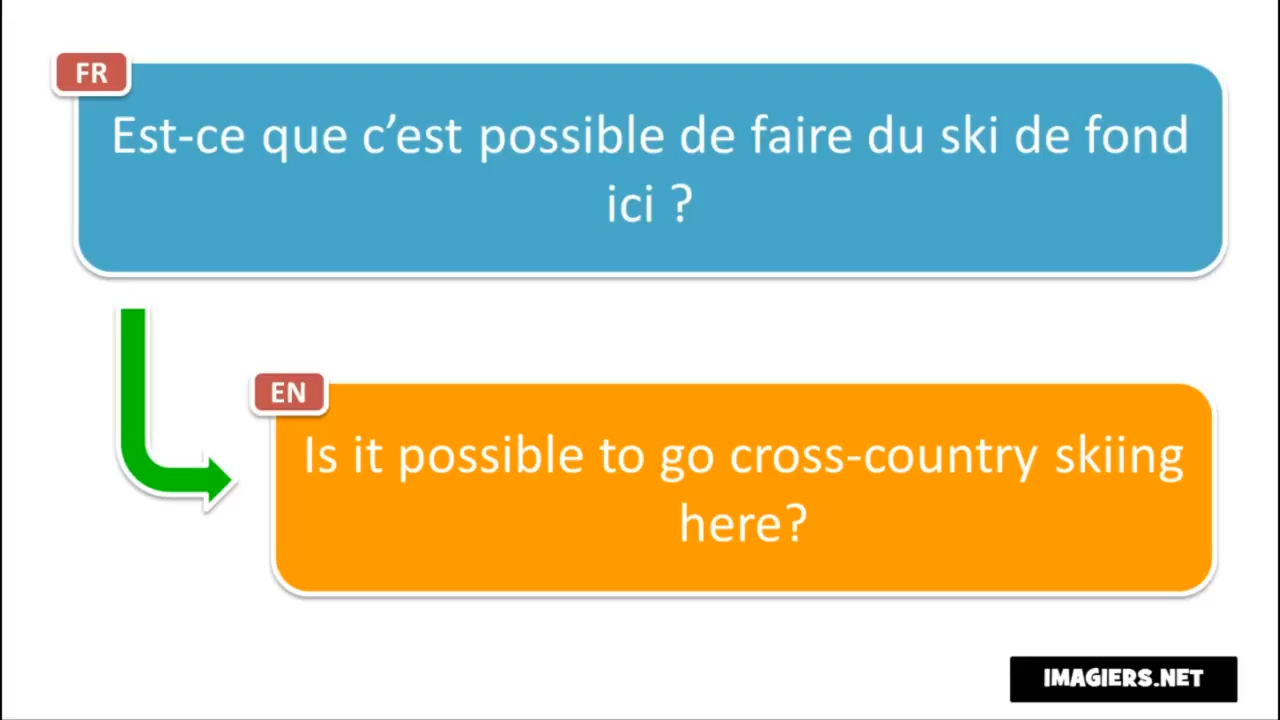 FR
Est-ce que c’est possible de faire du ski de fond
ici ?
EN
Is it possible to go cross-country skiing
here?
IMAGIERS.NET